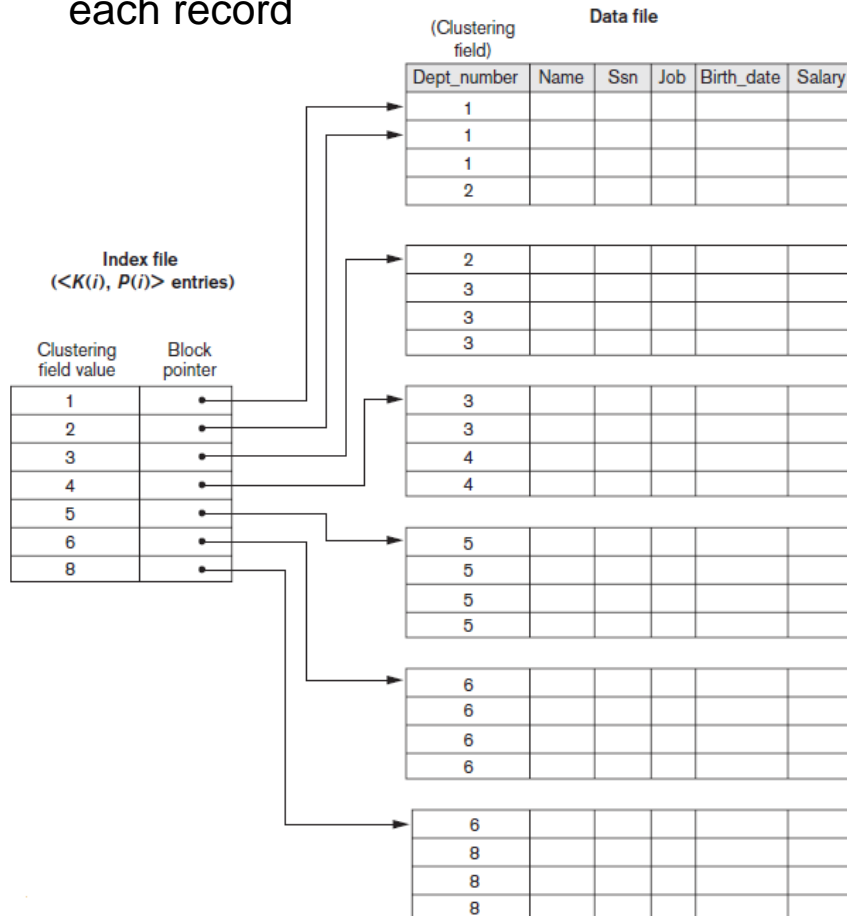 each record
Data file
(Clustering
field)
Dept_number Name Ssn Job Birth_date Salary
1
1
1
2
2
3
3
3
3
3
4
4
5
5
5
5
6
6
6
6
6
8
8
8
Index file
(<K(i), P(i)> entries)
Clustering
field value
Block
pointer
1
2
3
4
5
6
8